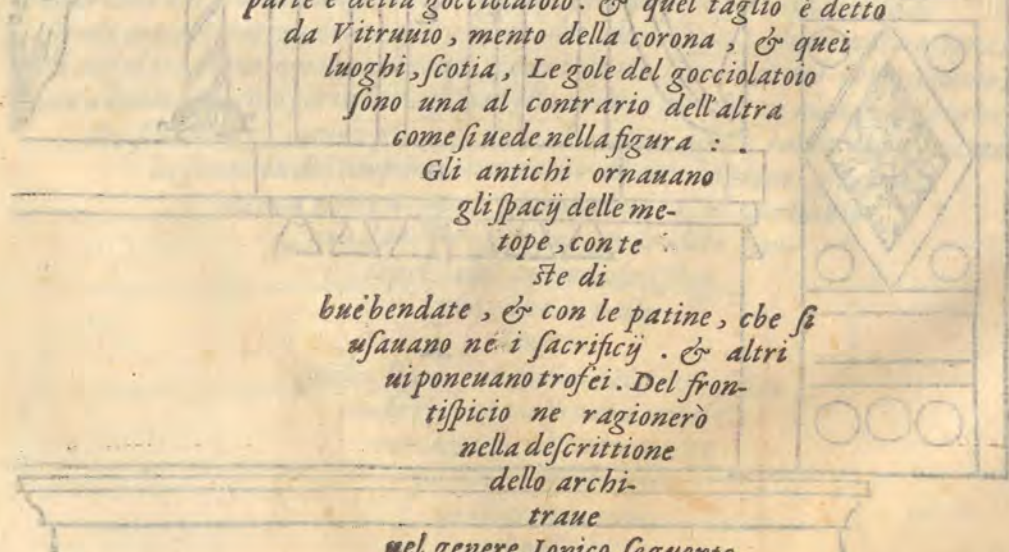 parte è detta gocciolatoio. & quel taglio è detto
da Vitruuio, mento della corona, & quei
luoghi, ſcotia, Le gole del gocciolatoio
ſono una al contrario dell'altra
come ſi uede nella figura : .
Gli antichi ornauano
gli ſpacij delle me-
tope, con te
ſte di
bue bendate, & con le patine, che ſi
uſauano ne i ſacrificij . & altri
ui poneuano trofei. Del fron-
tiſpicio ne ragionerò
nella deſcrittione
dello archi-
traue
nel genere Ionico ſeguente